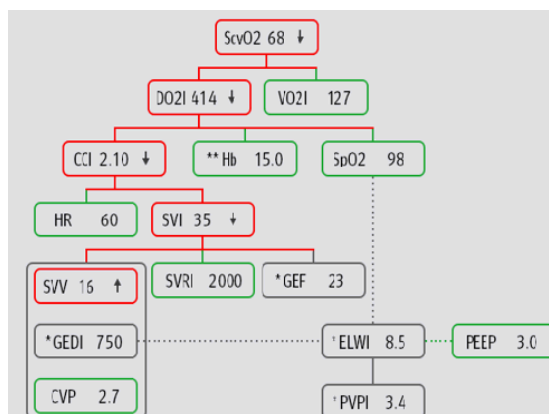 ScvO2 68 ↓
DO2I 414 ↓
VO2I 127
CCI 2.10 ↓
**Hb 15.0
SpO2 98
HR 60
SVI 35 ↓
SVV 16 ↑
SVRI 2000
*GEF 23
*GEDI 750
*ELWI 8.5
PEEP 3.0
CVP 2.7
*PVPI 3.4